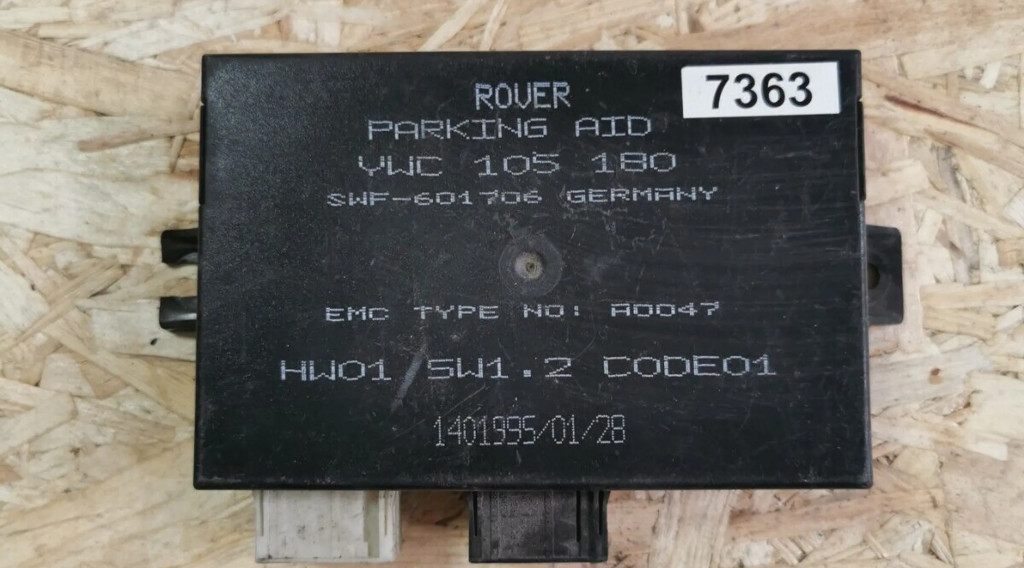 ROVER
7363
PARKING AID
YWC 105 180
SWF-601706 GERMANY
EMC TYPE NO: A0047
HW01/SW1.2 CODE01
1401995/01/28